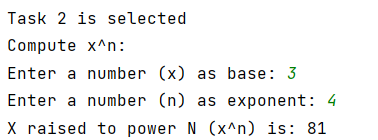 Task 2 is selected
Compute x^n:
Enter a number (x) as base: 3
Enter a number (n) as exponent: 4
X raised to power N (x^n) is: 81